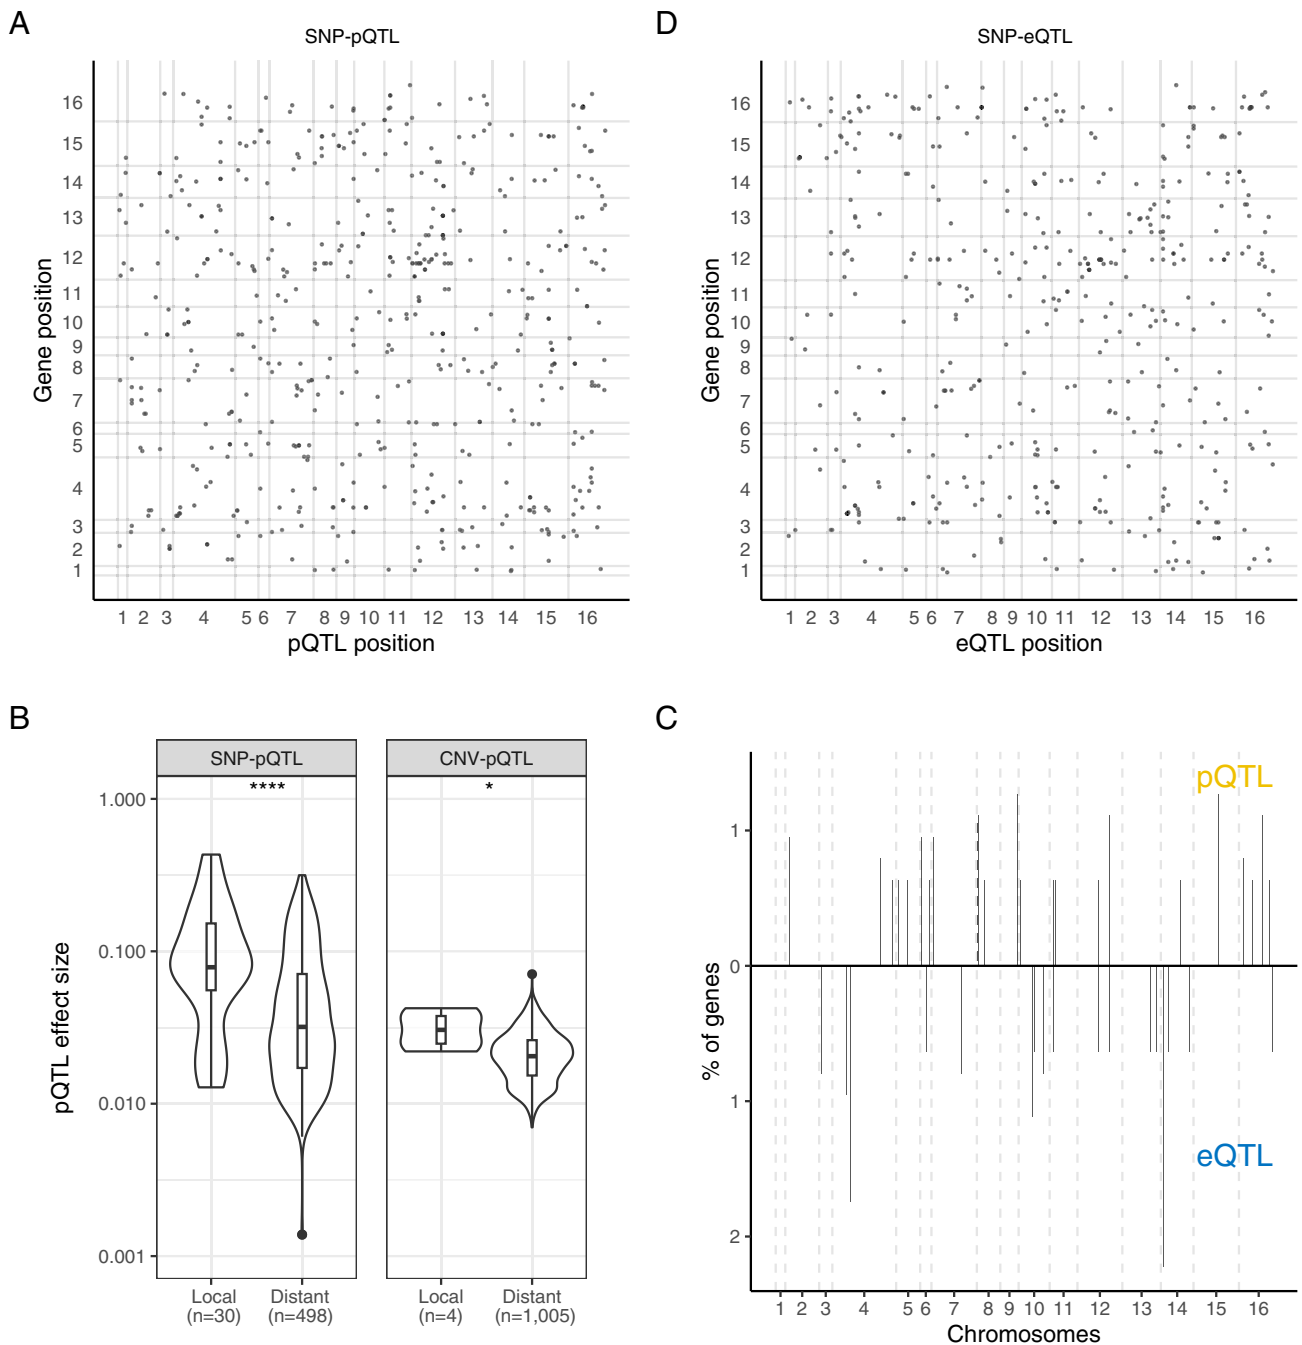 A
SNP-pQTL
16
15
14
13
12
11
10
9
8
7
6
5
4
3
2
1
Gene position
1 2 3 4 5 6 7 8 9 10 11 12 13 14 15 16
pQTL position
D
SNP-eQTL
16
15
14
13
12
11
10
9
8
7
6
5
4
3
2
1
Gene position
1 2 3 4 5 6 7 8 9 10 11 12 13 14 15 16
eQTL position
B
SNP-pQTL CNV-pQTL
**** *
1.000
0.100
0.010
0.001
pQTL effect size
Local Distant Local Distant
(n=30) (n=498) (n=4) (n=1,005)
C
pQTL
1
0
1
2
% of genes
eQTL
1 2 3 4 5 6 7 8 9 10 11 12 13 14 15 16
Chromosomes